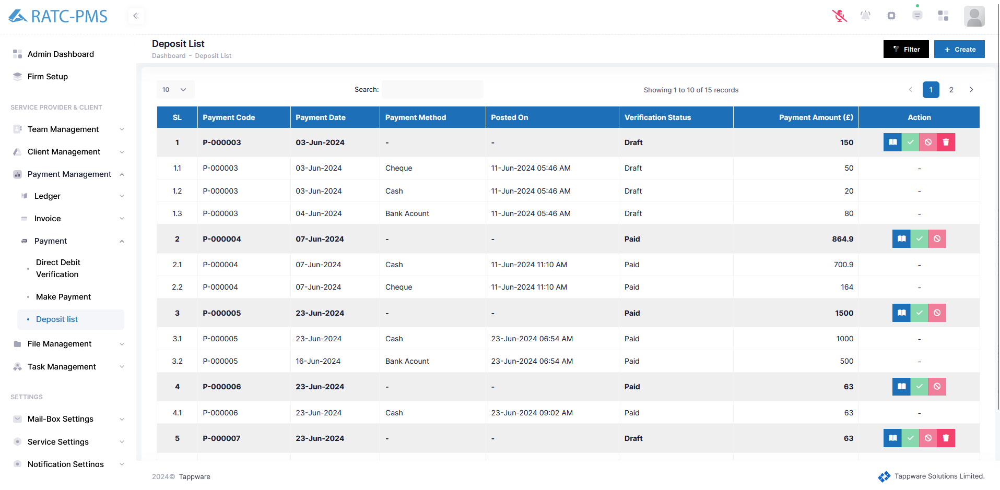 RATC-PMS
Admin Dashboard
Firm Setup
SERVICE PROVIDER & CLIENT
Team Management
Client Management
Payment Management
Ledger
Invoice
Payment
Direct Debit
Verification
Make Payment
Deposit list
File Management
Task Management
SETTINGS
Mail-Box Settings
Service Settings
Notification Settings
Deposit List
Dashboard - Deposit List
Filter
+ Create
10
Search:
Showing 1 to 10 of 15 records
1 2
SL Payment Code Payment Date Payment Method Posted On Verification Status Payment Amount (£) Action
1 P-000003 03-Jun-2024 - - Draft 150
1.1 P-000003 03-Jun-2024 Cheque 11-Jun-2024 05:46 AM Draft 50 -
1.2 P-000003 03-Jun-2024 Cash 11-Jun-2024 05:46 AM Draft 20 -
1.3 P-000003 04-Jun-2024 Bank Acount 11-Jun-2024 05:46 AM Draft 80 -
2 P-000004 07-Jun-2024 - - Paid 864.9
2.1 P-000004 07-Jun-2024 Cash 11-Jun-2024 11:10 AM Paid 700.9 -
2.2 P-000004 07-Jun-2024 Cheque 11-Jun-2024 11:10 AM Paid 164 -
3 P-000005 23-Jun-2024 - - Paid 1500
3.1 P-000005 23-Jun-2024 Cash 23-Jun-2024 06:54 AM Paid 1000 -
3.2 P-000005 16-Jun-2024 Bank Acount 23-Jun-2024 06:54 AM Paid 500 -
4 P-000006 23-Jun-2024 - - Paid 63
4.1 P-000006 23-Jun-2024 Cash 23-Jun-2024 09:02 AM Paid 63 -
5 P-000007 23-Jun-2024 - - Draft 63
2024© Tappware
Tappware Solutions Limited.